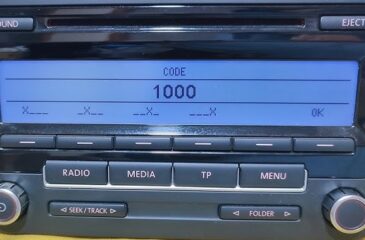 OUND EJECT
CODE
1000
X___ _X__ __X_ ___X OK
RADIO MEDIA TP MENU
◁ SEEK / TRACK ▷ ◁ FOLDER ▷